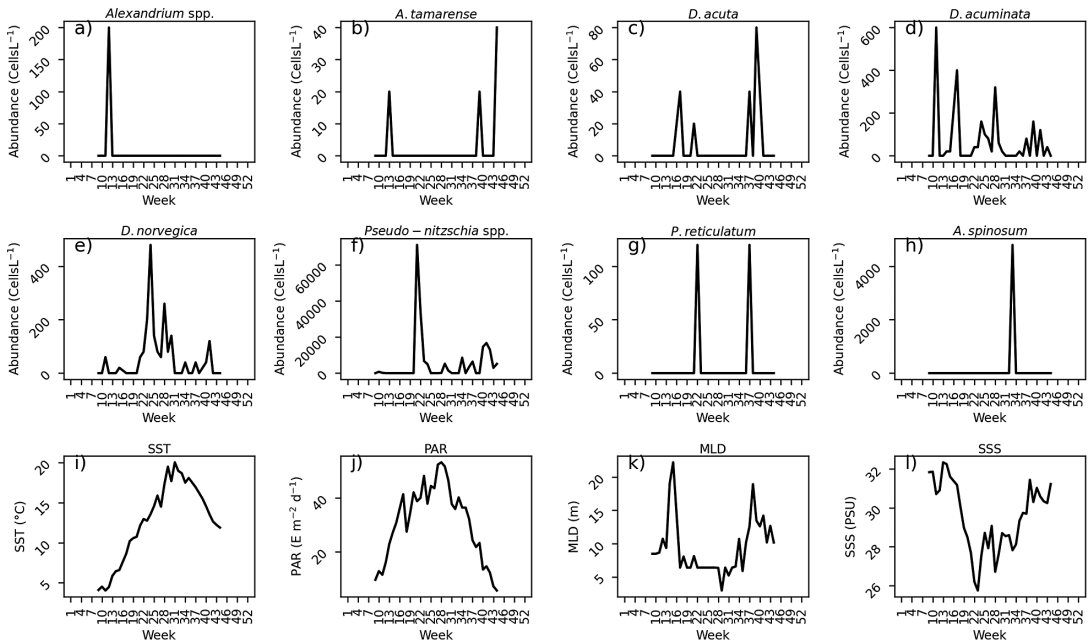 Alexandrium spp.
a)
Abundance (CellsL⁻¹)
200
150
100
50
0
1 4 7 10 13 16 19 22 25 28 31 34 37 40 43 46 49 52
Week
A.tamarense
b)
Abundance (CellsL⁻¹)
40
30
20
10
0
1 4 7 10 13 16 19 22 25 28 31 34 37 40 43 46 49 52
Week
D.acuta
c)
Abundance (CellsL⁻¹)
80
60
40
20
0
1 4 7 10 13 16 19 22 25 28 31 34 37 40 43 46 49 52
Week
D.acuminata
d)
Abundance (CellsL⁻¹)
600
400
200
0
1 4 7 10 13 16 19 22 25 28 31 34 37 40 43 46 49 52
Week
D.norvegica
e)
Abundance (CellsL⁻¹)
400
200
0
1 4 7 10 13 16 19 22 25 28 31 34 37 40 43 46 49 52
Week
Pseudo−nitzschia spp.
f)
Abundance (CellsL⁻¹)
60000
40000
20000
0
1 4 7 10 13 16 19 22 25 28 31 34 37 40 43 46 49 52
Week
P.reticulatum
g)
Abundance (CellsL⁻¹)
100
50
0
1 4 7 10 13 16 19 22 25 28 31 34 37 40 43 46 49 52
Week
A.spinosum
h)
Abundance (CellsL⁻¹)
4000
2000
0
1 4 7 10 13 16 19 22 25 28 31 34 37 40 43 46 49 52
Week
SST
i)
SST (°C)
20
15
10
5
1 4 7 10 13 16 19 22 25 28 31 34 37 40 43 46 49 52
Week
PAR
j)
PAR (E m⁻² d⁻¹)
40
20
1 4 7 10 13 16 19 22 25 28 31 34 37 40 43 46 49 52
Week
MLD
k)
MLD (m)
20
15
10
5
1 4 7 10 13 16 19 22 25 28 31 34 37 40 43 46 49 52
Week
SSS
l)
SSS (PSU)
32
30
28
26
1 4 7 10 13 16 19 22 25 28 31 34 37 40 43 46 49 52
Week